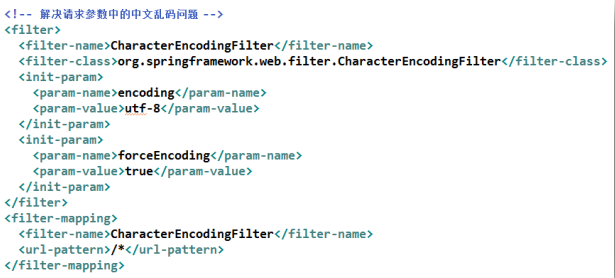 <!-- 解决请求参数中的中文乱码问题 -->
<filter>
<filter-name>CharacterEncodingFilter</filter-name>
<filter-class>org.springframework.web.filter.CharacterEncodingFilter</filter-class>
<init-param>
<param-name>encoding</param-name>
<param-value>utf-8</param-value>
</init-param>
<init-param>
<param-name>forceEncoding</param-name>
<param-value>true</param-value>
</init-param>
</filter>
<filter-mapping>
<filter-name>CharacterEncodingFilter</filter-name>
<url-pattern>/*</url-pattern>
</filter-mapping>